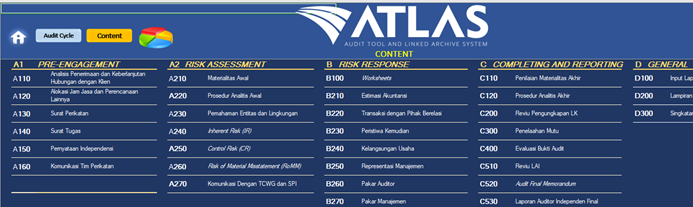 Audit Cycle
Content
ATLAS
AUDIT TOOL AND LINKED ARCHIVE SYSTEM
CONTENT
A1 PRE-ENGAGEMENT
A110 Analisis Penerimaan dan Keberlanjutan
Hubungan dengan Klien
A120 Alokasi Jam Jasa dan Perencanaan
Lainnya
A130 Surat Perikatan
A140 Surat Tugas
A150 Pernyataan Independensi
A160 Komunikasi Tim Perikatan
A2 RISK ASSESSMENT
A210 Materialitas Awal
A220 Prosedur Analitis Awal
A230 Pemahaman Entitas dan Lingkungan
A240 Inherent Risk (IR)
A250 Control Risk (CR)
A260 Risk of Material Misstatement (RoMM)
A270 Komunikasi Dengan TCWG dan SPI
B RISK RESPONSE
B100 Worksheets
B210 Estimasi Akuntansi
B220 Transaksi dengan Pihak Berelasi
B230 Peristiwa Kemudian
B240 Kelangsungan Usaha
B250 Representasi Manajemen
B260 Pakar Auditor
B270 Pakar Manajemen
C COMPLETING AND REPORTING
C110 Penilaian Materialitas Akhir
C120 Prosedur Analitis Akhir
C200 Reviu Pengungkapan LK
C300 Penelaahan Mutu
C400 Evaluasi Bukti Audit
C510 Reviu LAI
C520 Audit Final Memorandum
C530 Laporan Auditor Independen Final
D GENERAL
D100 Input Lap
D200 Lampiran
D300 Singkatan